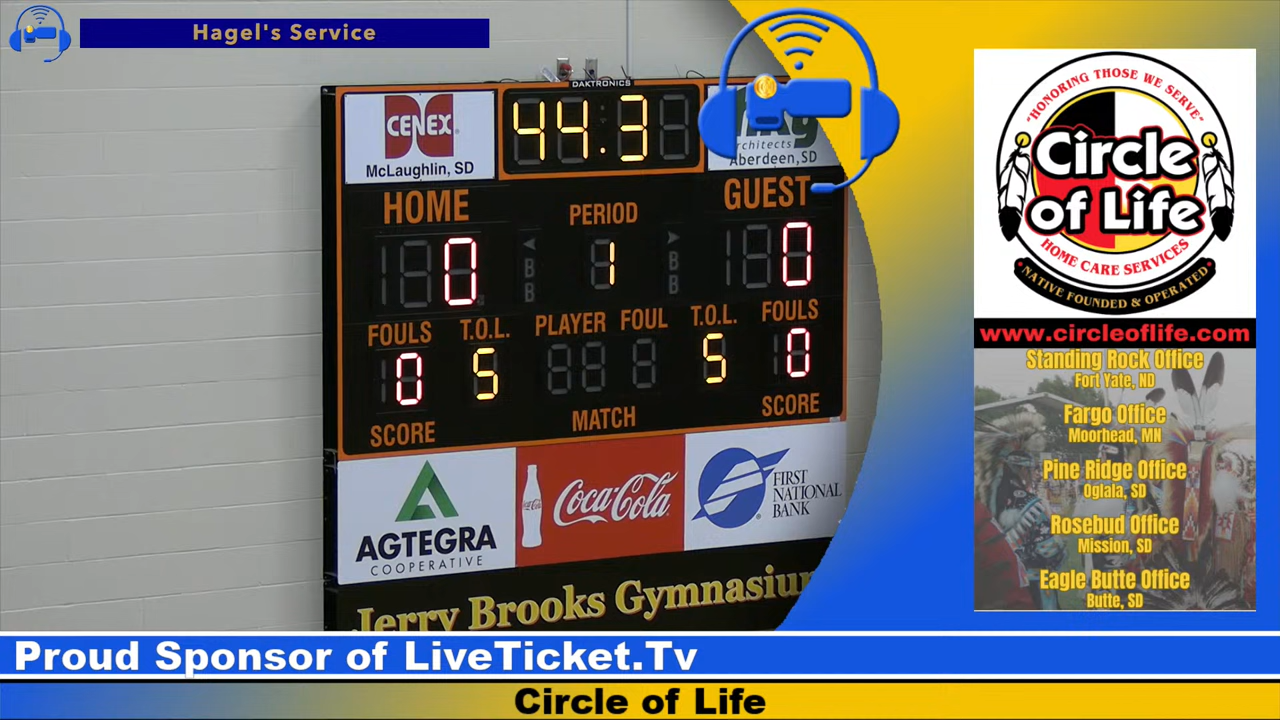 Hagel's Service
DAKTRONICS
CENEX
McLaughlin, SD
44.3
Architects
Aberdeen, SD
HOME
PERIOD
GUEST
0
1
0
B
B
B
B
FOULS
T.O.L.
PLAYER
FOUL
T.O.L.
FOULS
0
5
5
0
SCORE
MATCH
SCORE
AGTEGRA
COOPERATIVE
Coca-Cola
FIRST
NATIONAL
BANK
Jerry Brooks Gymnasium
"HONORING THOSE WE SERVE"
Circle
of Life
HOME CARE SERVICES
NATIVE FOUNDED & OPERATED
www.circleoflife.com
Standing Rock Office
Fort Yate, ND
Fargo Office
Moorhead, MN
Pine Ridge Office
Oglala, SD
Rosebud Office
Mission, SD
Eagle Butte Office
Butte, SD
Proud Sponsor of LiveTicket.Tv
Circle of Life